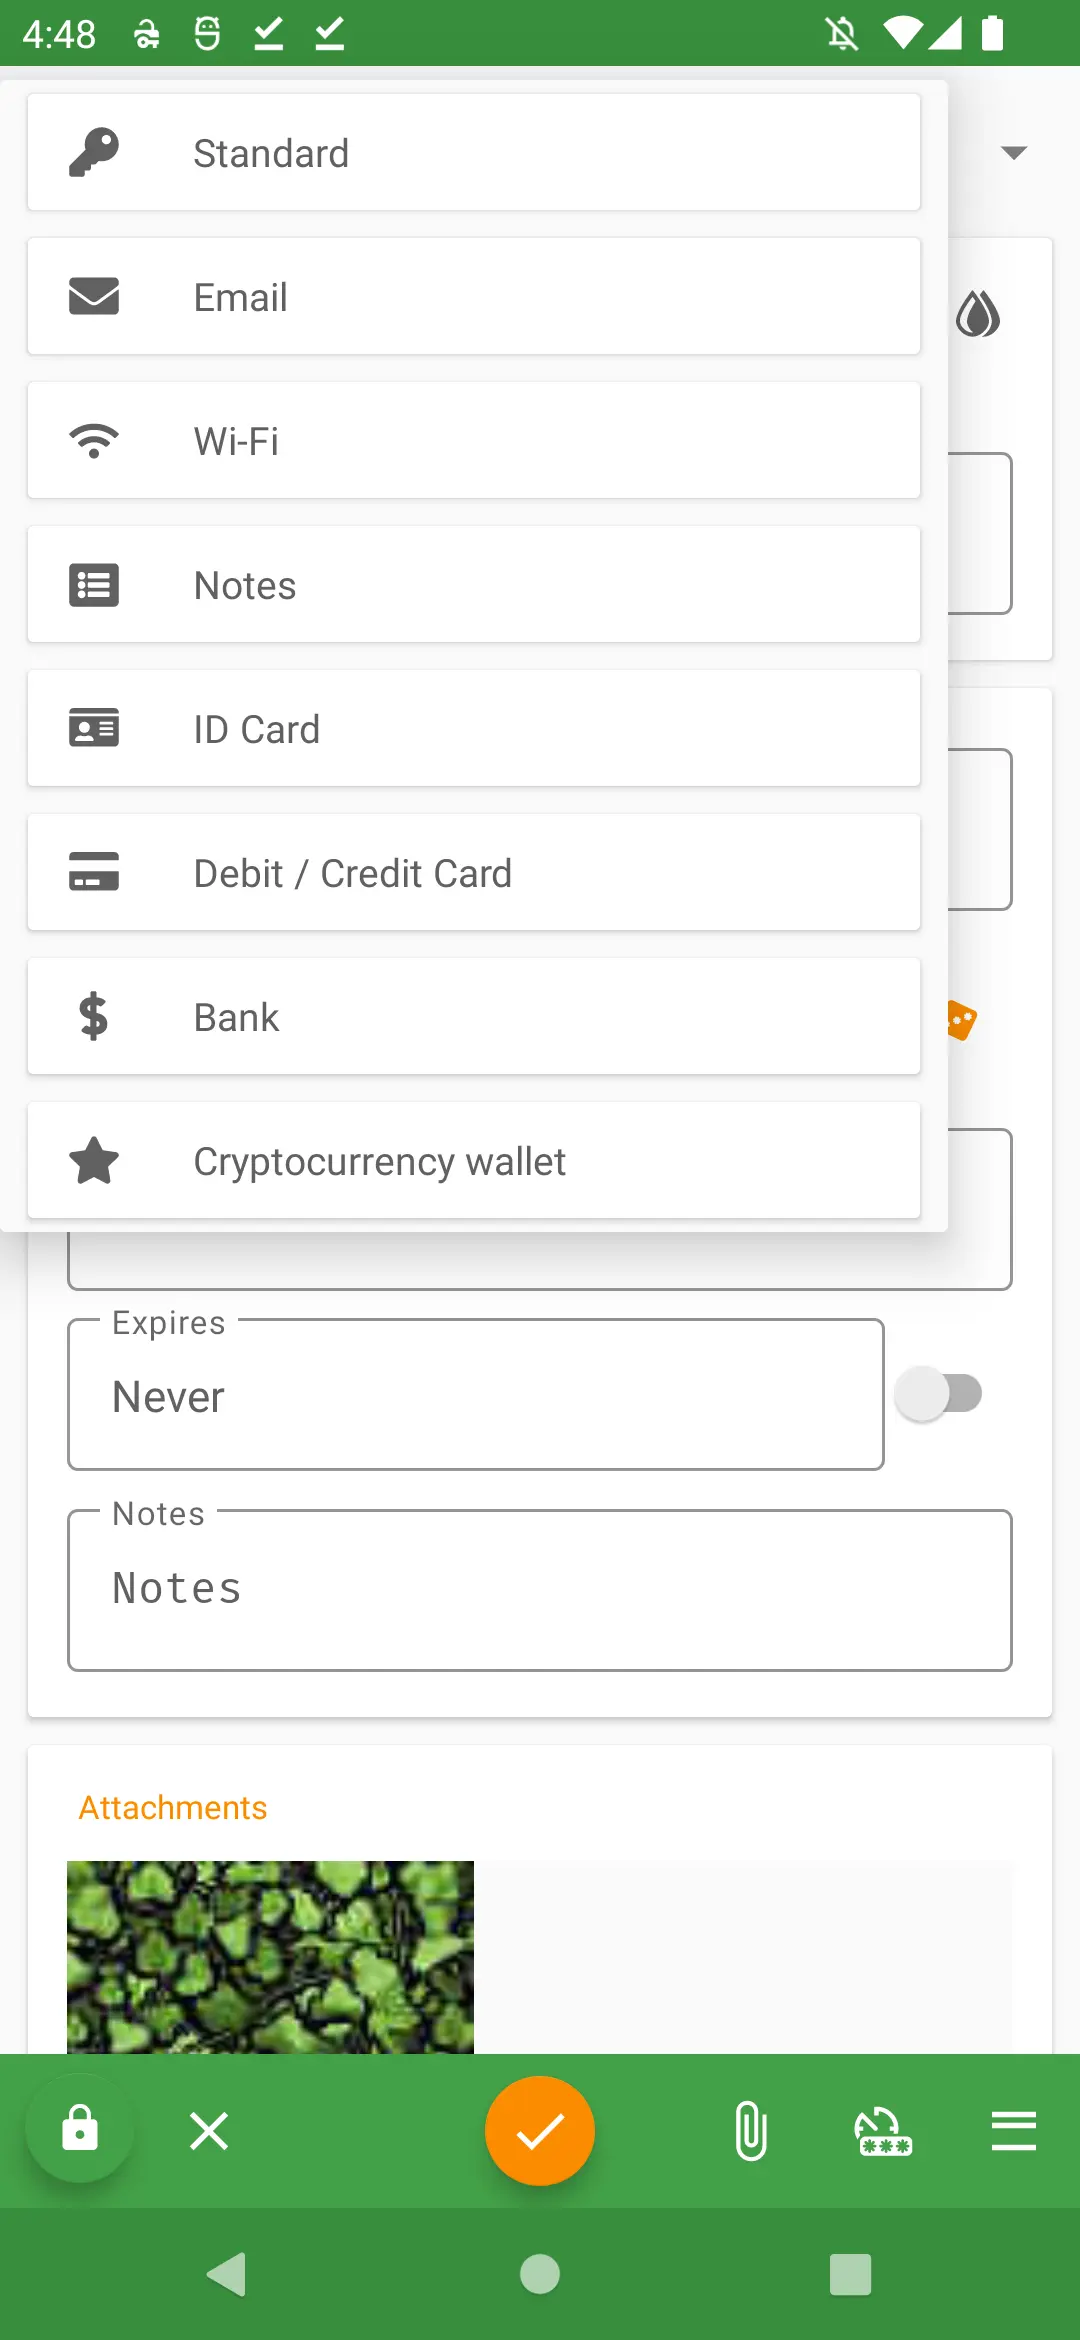 4:48
Standard
Email
Wi-Fi
Notes
ID Card
Debit / Credit Card
Bank
Cryptocurrency wallet
Expires
Never
Notes
Notes
Attachments